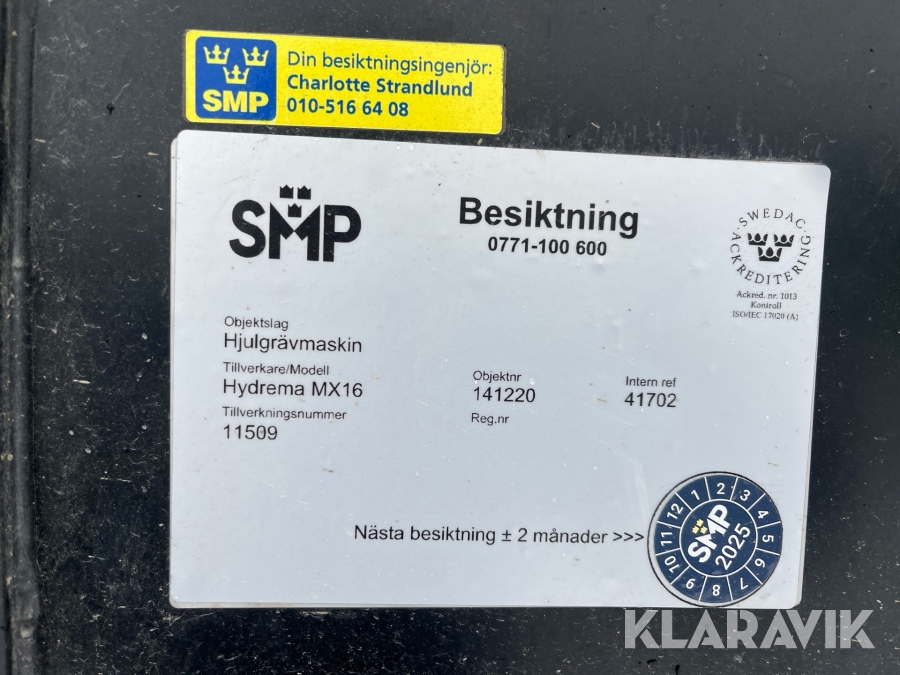 SMP
Din besiktningsingenjör:
Charlotte Strandlund
010-516 64 08
SMP
Besiktning
0771-100 600
SWEDAC
ACKREDITERING
Ackred. nr. 1013
Kontroll
ISO/IEC 17020 (A)
Objektslag
Hjulgrävmaskin
Tillverkare/Modell
Hydrema MX16
Tillverkningsnummer
11509
Objektnr
141220
Reg.nr
Intern ref
41702
Nästa besiktning ± 2 månader >>>
1 2 3 4 5 6 7 8 9 10 11 12
SMP
2025
KLARAVIK